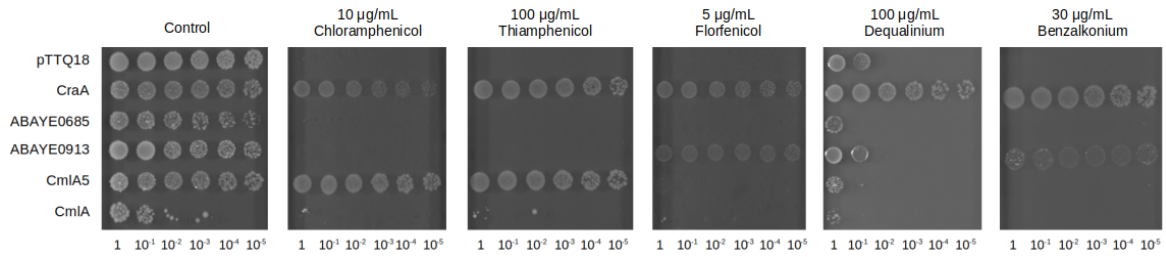 Control
10 µg/mL
Chloramphenicol
100 µg/mL
Thiamphenicol
5 µg/mL
Florfenicol
100 µg/mL
Dequalinium
30 µg/mL
Benzalkonium
pTTQ18
CraA
ABAYE0685
ABAYE0913
CmlA5
CmlA
1 10⁻¹ 10⁻² 10⁻³ 10⁻⁴ 10⁻⁵
1 10⁻¹ 10⁻² 10⁻³ 10⁻⁴ 10⁻⁵
1 10⁻¹ 10⁻² 10⁻³ 10⁻⁴ 10⁻⁵
1 10⁻¹ 10⁻² 10⁻³ 10⁻⁴ 10⁻⁵
1 10⁻¹ 10⁻² 10⁻³ 10⁻⁴ 10⁻⁵
1 10⁻¹ 10⁻² 10⁻³ 10⁻⁴ 10⁻⁵